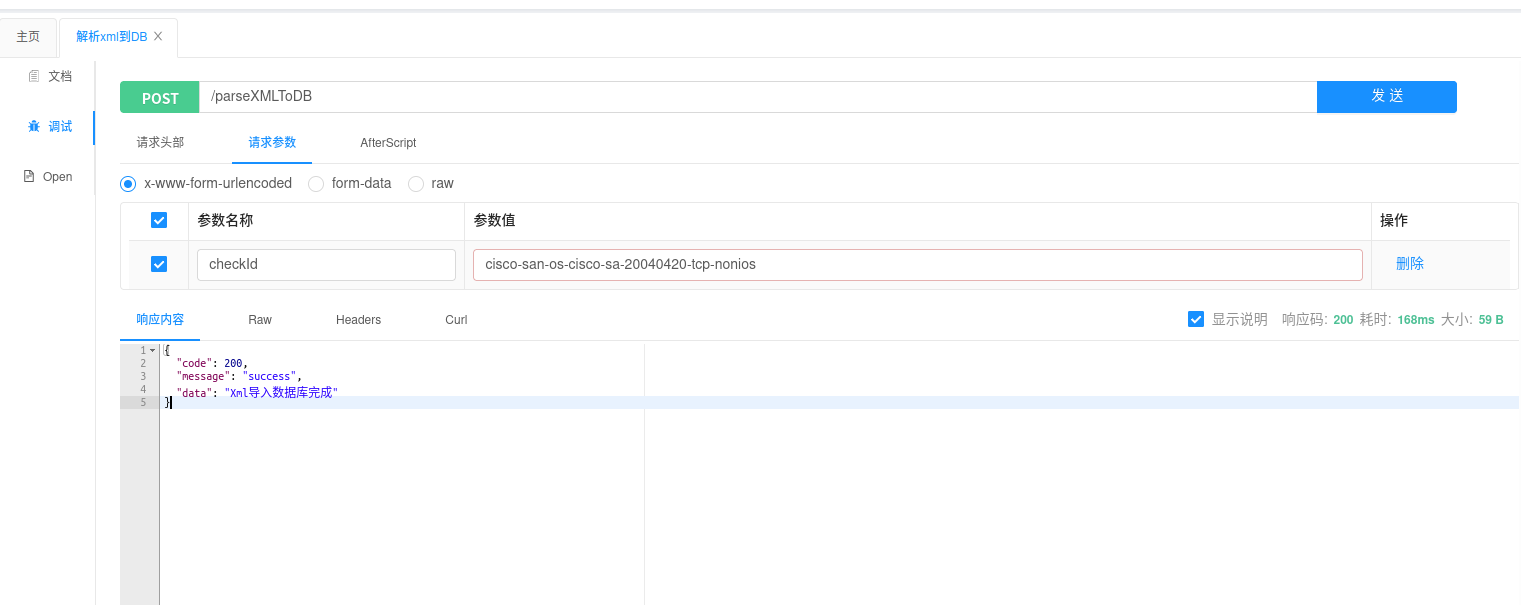 主页
解析xml到DB X
文档
调试
Open
POST /parseXMLToDB 发 送
请求头部 请求参数 AfterScript
x-www-form-urlencoded form-data raw
参数名称 参数值 操作
checkId cisco-san-os-cisco-sa-20040420-tcp-nonios 删除
响应内容 Raw Headers Curl 显示说明 响应码: 200 耗时: 168ms 大小: 59 B
1 {
2 "code": 200,
3 "message": "success",
4 "data": "Xml导入数据库完成"
5 }